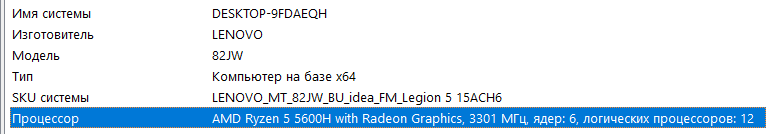 Имя системы DESKTOP-9FDAEQH
Изготовитель LENOVO
Модель 82JW
Тип Компьютер на базе x64
SKU системы LENOVO_MT_82JW_BU_idea_FM_Legion 5 15ACH6
Процессор AMD Ryzen 5 5600H with Radeon Graphics, 3301 МГц, ядер: 6, логических процессоров: 12